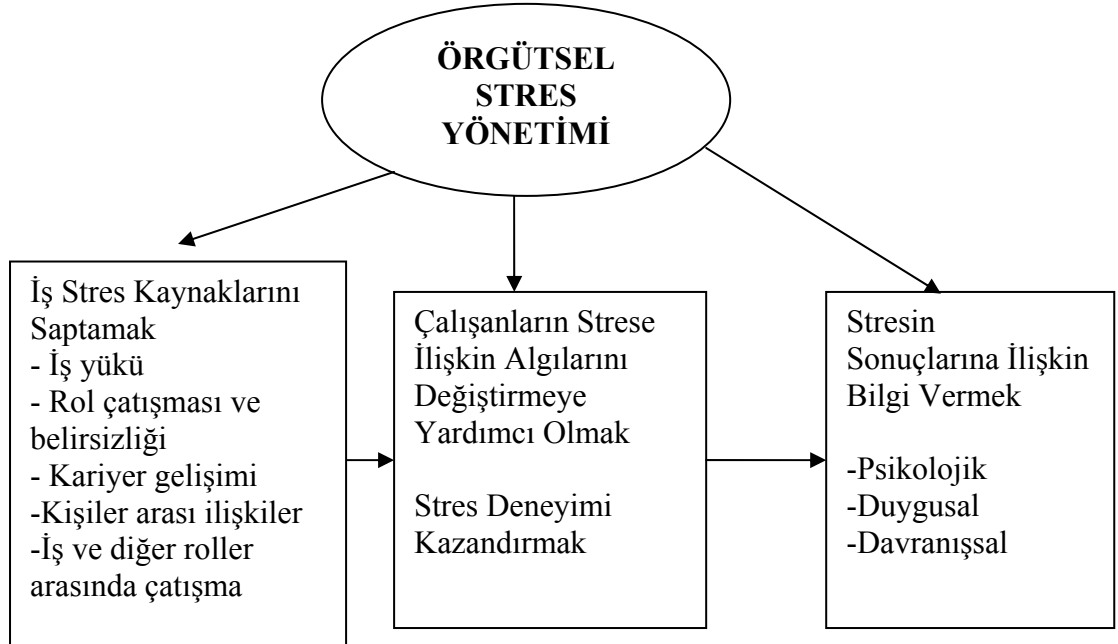 ÖRGÜTSEL
STRES
YÖNETİMİ
İş Stres Kaynaklarını
Saptamak
- İş yükü
- Rol çatışması ve
belirsizliği
- Kariyer gelişimi
-Kişiler arası ilişkiler
-İş ve diğer roller
arasında çatışma
Çalışanların Strese
İlişkin Algılarını
Değiştirmeye
Yardımcı Olmak
Stres Deneyimi
Kazandırmak
Stresin
Sonuçlarına İlişkin
Bilgi Vermek
-Psikolojik
-Duygusal
-Davranışsal